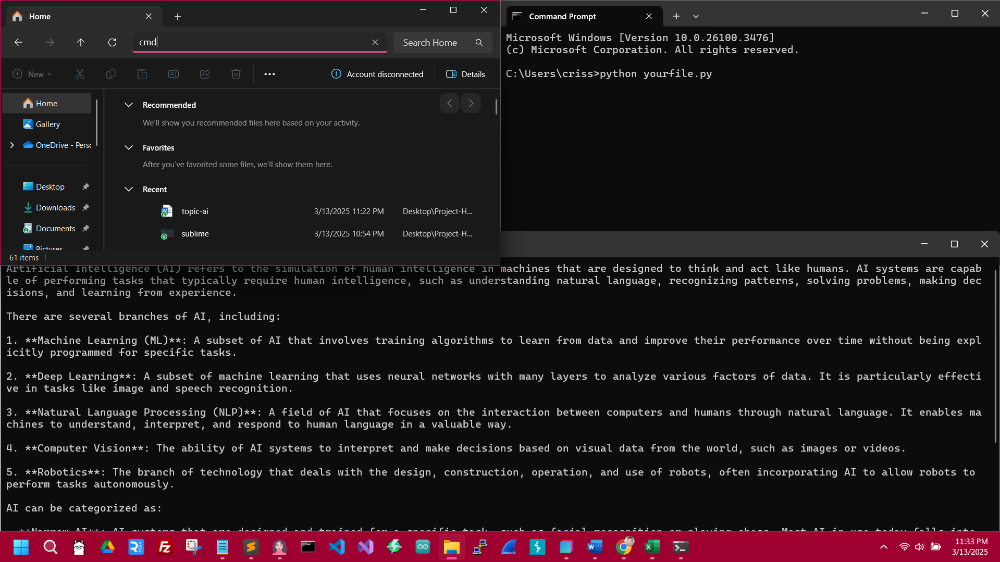 Home
cmd
Search Home
New
Account disconnected
Details
Home
Gallery
OneDrive - Pers
Desktop
Downloads
Documents
Pictures
Recommended
We'll show you recommended files here based on your activity.
Favorites
After you've favorited some files, we'll show them here.
Recent
topic-ai 3/13/2025 11:22 PM Desktop\Project-H...
sublime 3/13/2025 10:54 PM Desktop\Project-H...
61 items
Command Prompt
Microsoft Windows [Version 10.0.26100.3476]
(c) Microsoft Corporation. All rights reserved.
C:\Users\criss>python yourfile.py
Artificial Intelligence (AI) refers to the simulation of human intelligence in machines that are designed to think and act like humans. AI systems are capab
le of performing tasks that typically require human intelligence, such as understanding natural language, recognizing patterns, solving problems, making dec
isions, and learning from experience.
There are several branches of AI, including:
1. **Machine Learning (ML)**: A subset of AI that involves training algorithms to learn from data and improve their performance over time without being expl
icitly programmed for specific tasks.
2. **Deep Learning**: A subset of machine learning that uses neural networks with many layers to analyze various factors of data. It is particularly effecti
ve in tasks like image and speech recognition.
3. **Natural Language Processing (NLP)**: A field of AI that focuses on the interaction between computers and humans through natural language. It enables ma
chines to understand, interpret, and respond to human language in a valuable way.
4. **Computer Vision**: The ability of AI systems to interpret and make decisions based on visual data from the world, such as images or videos.
5. **Robotics**: The branch of technology that deals with the design, construction, operation, and use of robots, often incorporating AI to allow robots to
perform tasks autonomously.
AI can be categorized as:
11:33 PM
3/13/2025